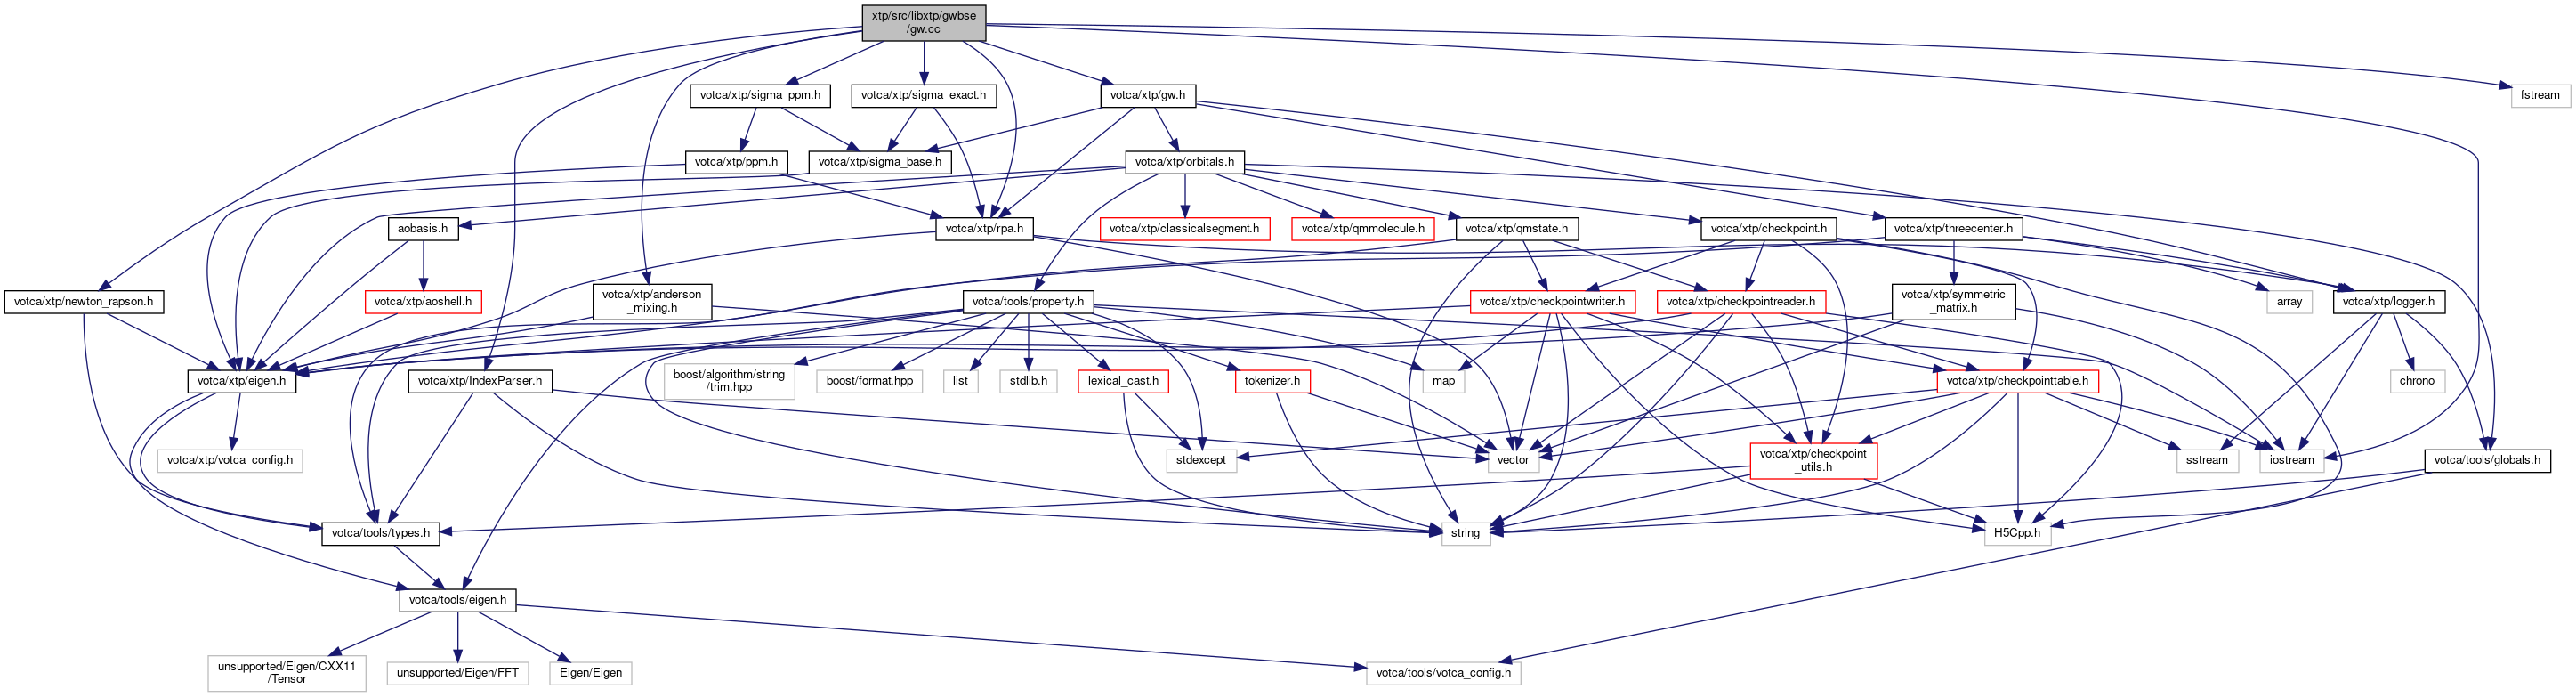 xtp/src/libxtp/gwbse
/gw.cc
votca/xtp/sigma_ppm.h
votca/xtp/sigma_exact.h
votca/xtp/gw.h
fstream
votca/xtp/ppm.h
votca/xtp/sigma_base.h
votca/xtp/orbitals.h
aobasis.h
votca/xtp/rpa.h
votca/xtp/classicalsegment.h
votca/xtp/qmmolecule.h
votca/xtp/qmstate.h
votca/xtp/checkpoint.h
votca/xtp/threecenter.h
votca/xtp/newton_rapson.h
votca/xtp/aoshell.h
votca/xtp/anderson
_mixing.h
votca/tools/property.h
votca/xtp/checkpointwriter.h
votca/xtp/checkpointreader.h
votca/xtp/symmetric
_matrix.h
array
votca/xtp/logger.h
votca/xtp/eigen.h
votca/xtp/IndexParser.h
boost/algorithm/string
/trim.hpp
boost/format.hpp
list
stdlib.h
lexical_cast.h
tokenizer.h
map
votca/xtp/checkpointtable.h
chrono
votca/xtp/votca_config.h
stdexcept
vector
votca/xtp/checkpoint
_utils.h
sstream
iostream
votca/tools/globals.h
votca/tools/types.h
string
H5Cpp.h
votca/tools/eigen.h
unsupported/Eigen/CXX11
/Tensor
unsupported/Eigen/FFT
Eigen/Eigen
votca/tools/votca_config.h